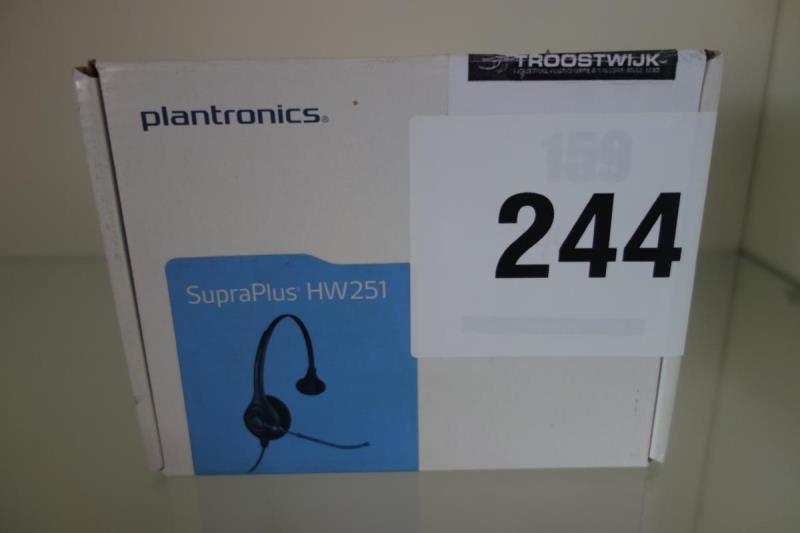 plantronics®
TROOSTWIJK
159
244
SupraPlus® HW251